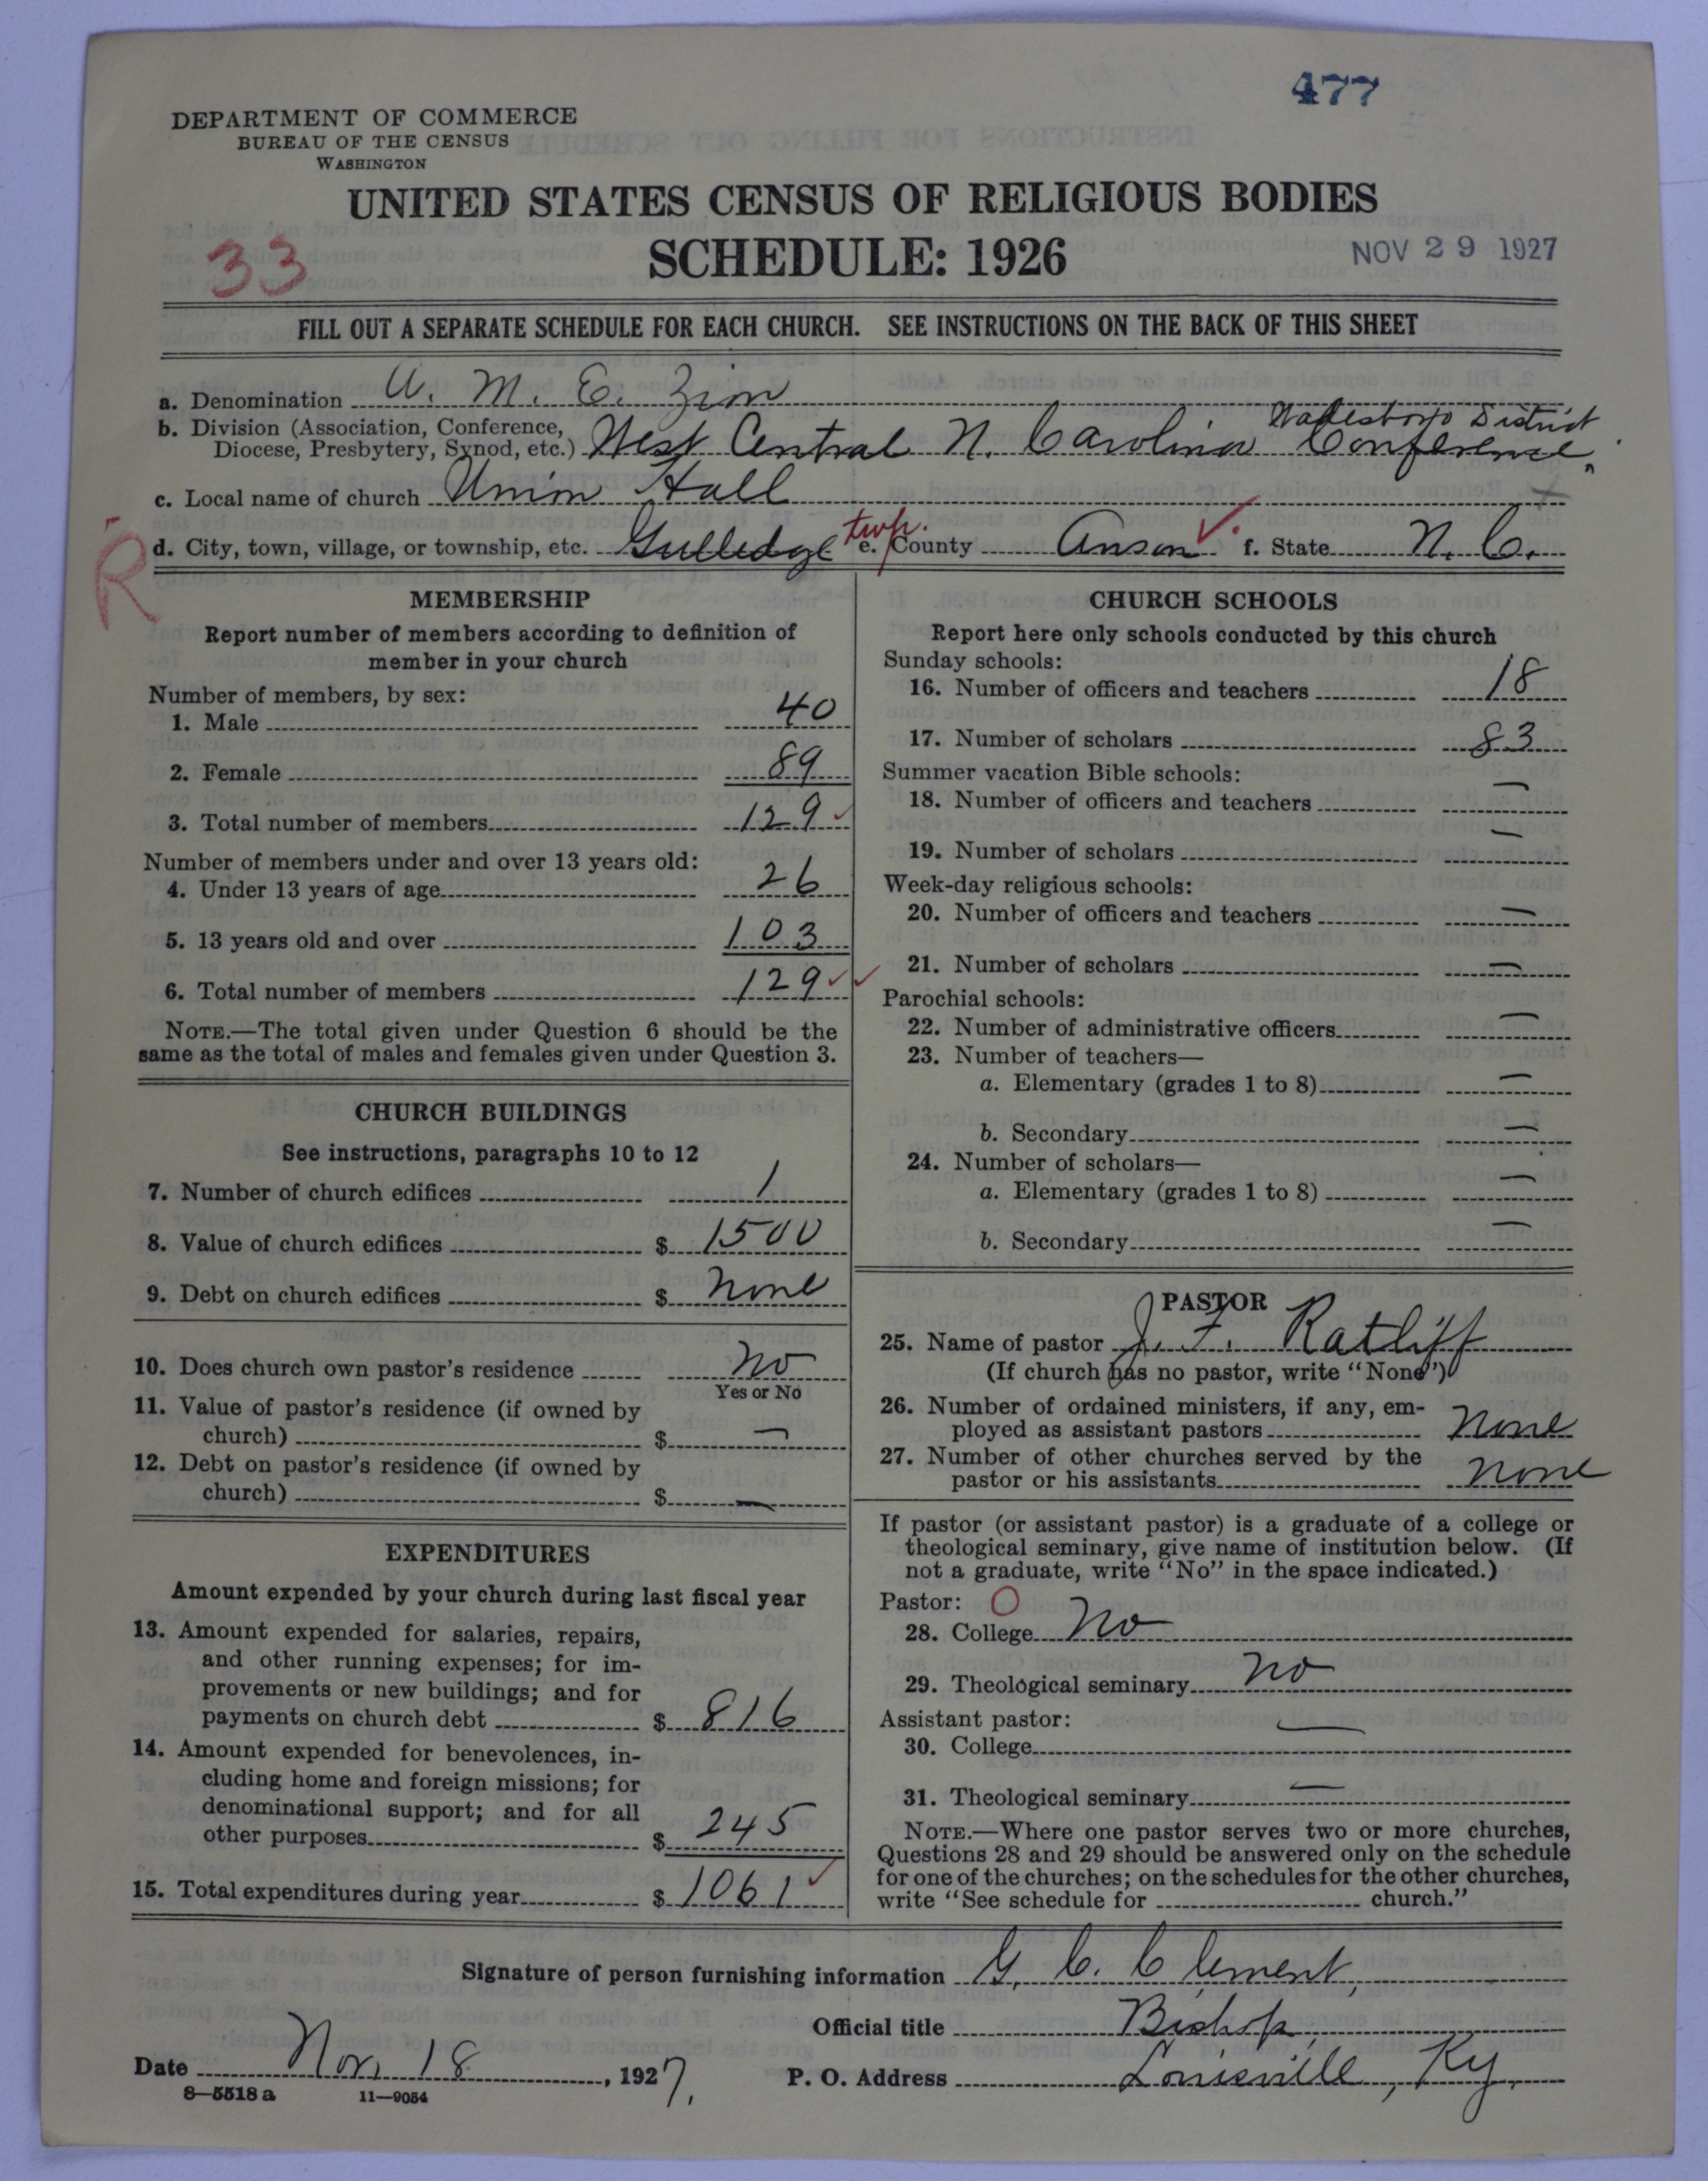 477
DEPARTMENT OF COMMERCE
BUREAU OF THE CENSUS
WASHINGTON
UNITED STATES CENSUS OF RELIGIOUS BODIES
33
SCHEDULE: 1926
NOV 29 1927
FILL OUT A SEPARATE SCHEDULE FOR EACH CHURCH. SEE INSTRUCTIONS ON THE BACK OF THIS SHEET
a. Denomination A. M. E. Zion
Wadesboro District
b. Division (Association, Conference, Diocese, Presbytery, Synod, etc.) West Central N. Carolina Conference
c. Local name of church Union Hall
R
d. City, town, village, or township, etc. Gulledge twp. e. County Anson f. State N. C.
MEMBERSHIP
Report number of members according to definition of
member in your church
Number of members, by sex:
1. Male 40
2. Female 89
3. Total number of members 129
Number of members under and over 13 years old:
4. Under 13 years of age 26
5. 13 years old and over 103
6. Total number of members 129
NOTE.—The total given under Question 6 should be the
same as the total of males and females given under Question 3.
CHURCH BUILDINGS
See instructions, paragraphs 10 to 12
7. Number of church edifices 1
8. Value of church edifices $ 1500
9. Debt on church edifices $ None
10. Does church own pastor's residence No
Yes or No
11. Value of pastor's residence (if owned by
church) $ —
12. Debt on pastor's residence (if owned by
church) $ —
EXPENDITURES
Amount expended by your church during last fiscal year
13. Amount expended for salaries, repairs,
and other running expenses; for im-
provements or new buildings; and for
payments on church debt $ 816
14. Amount expended for benevolences, in-
cluding home and foreign missions; for
denominational support; and for all
other purposes $ 245
15. Total expenditures during year $ 1061
CHURCH SCHOOLS
Report here only schools conducted by this church
Sunday schools:
16. Number of officers and teachers 18
17. Number of scholars 83
Summer vacation Bible schools:
18. Number of officers and teachers —
19. Number of scholars —
Week-day religious schools:
20. Number of officers and teachers —
21. Number of scholars —
Parochial schools:
22. Number of administrative officers —
23. Number of teachers—
a. Elementary (grades 1 to 8) —
b. Secondary —
24. Number of scholars—
a. Elementary (grades 1 to 8) —
b. Secondary —
PASTOR
25. Name of pastor J. F. Ratliff
(If church has no pastor, write "None")
26. Number of ordained ministers, if any, em-
ployed as assistant pastors None
27. Number of other churches served by the
pastor or his assistants None
If pastor (or assistant pastor) is a graduate of a college or
theological seminary, give name of institution below. (If
not a graduate, write "No" in the space indicated.)
Pastor: O
28. College No
29. Theological seminary No
Assistant pastor:
30. College —
31. Theological seminary —
NOTE.—Where one pastor serves two or more churches,
Questions 28 and 29 should be answered only on the schedule
for one of the churches; on the schedules for the other churches,
write "See schedule for church."
Signature of person furnishing information G. C. Clement,
Official title Bishop,
Date Nov. 18, 1927. P. O. Address Louisville, Ky.
8—5518 a 11—9054